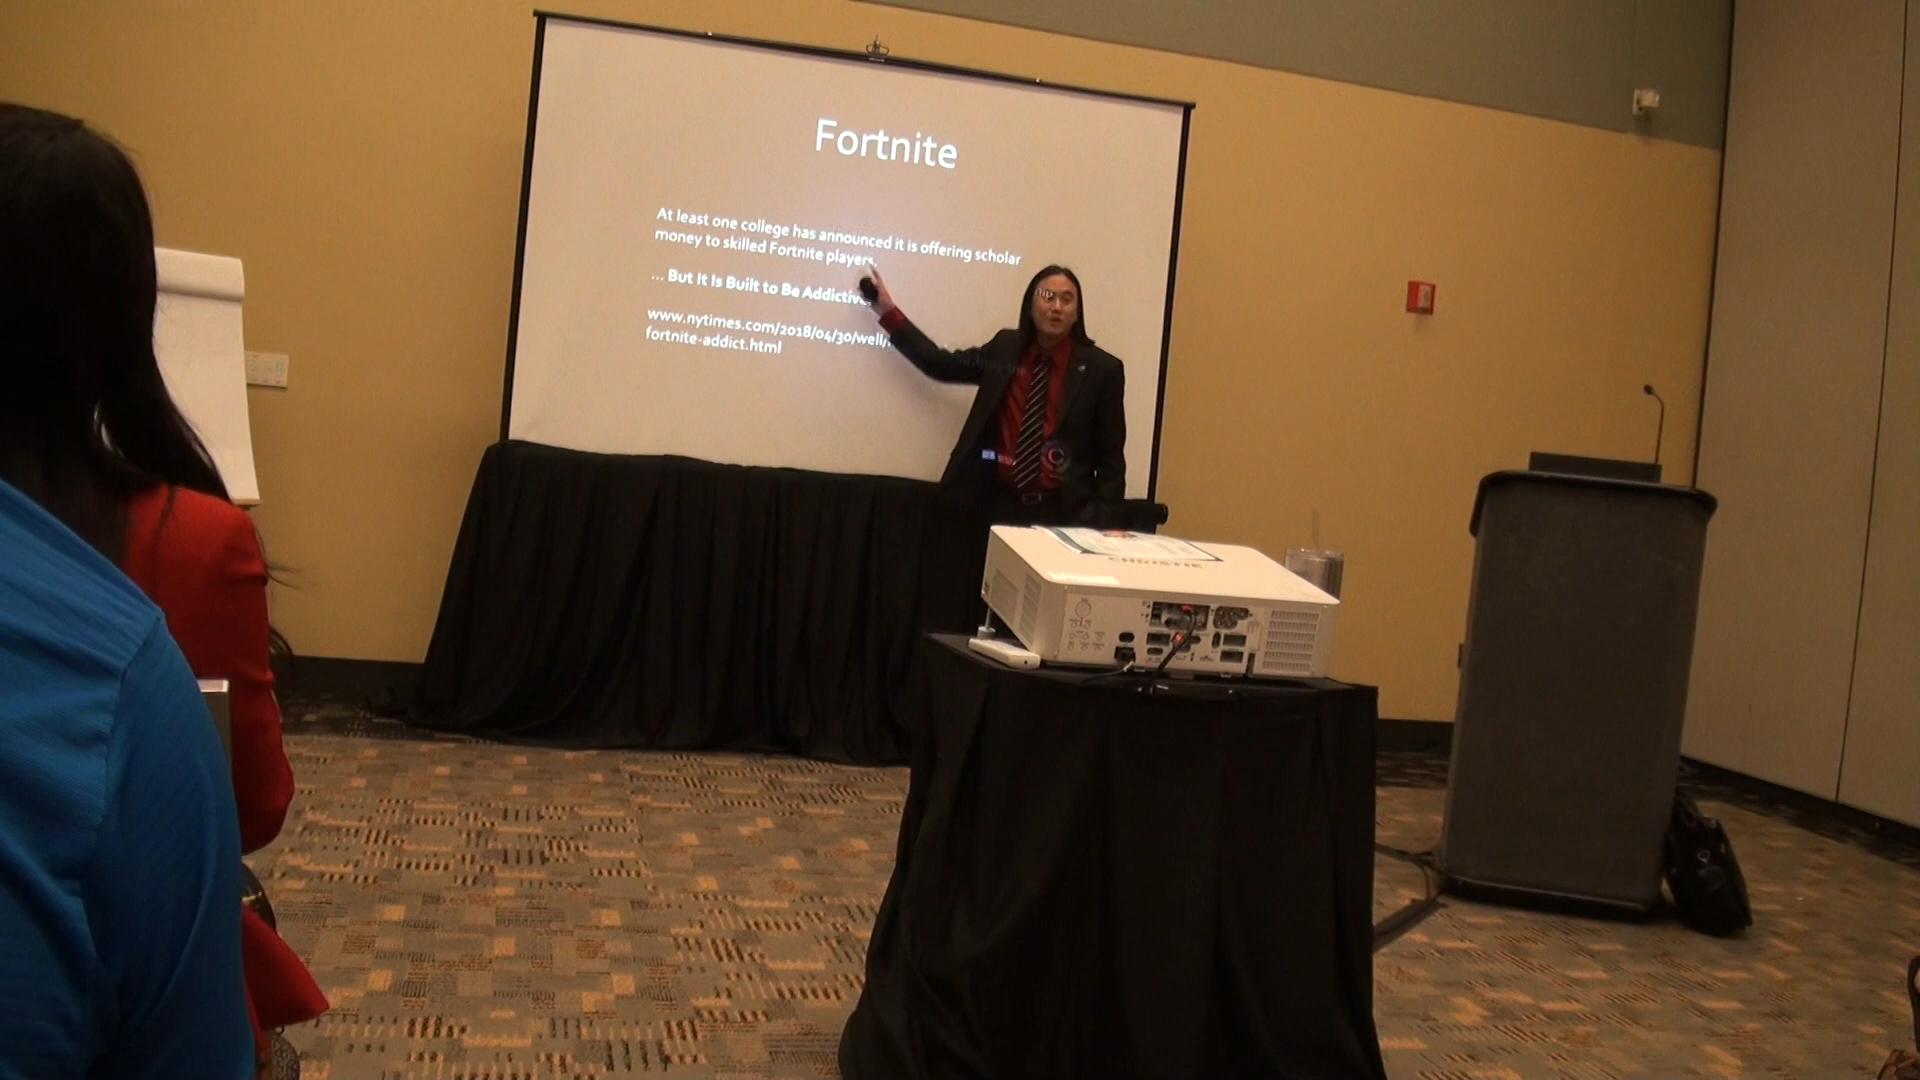 Fortnite
At least one college has announced it is offering scholar
money to skilled Fortnite players.
... But It Is Built to Be Addictive
www.nytimes.com/2018/04/30/well/
fortnite-addict.html
CHRISTIE